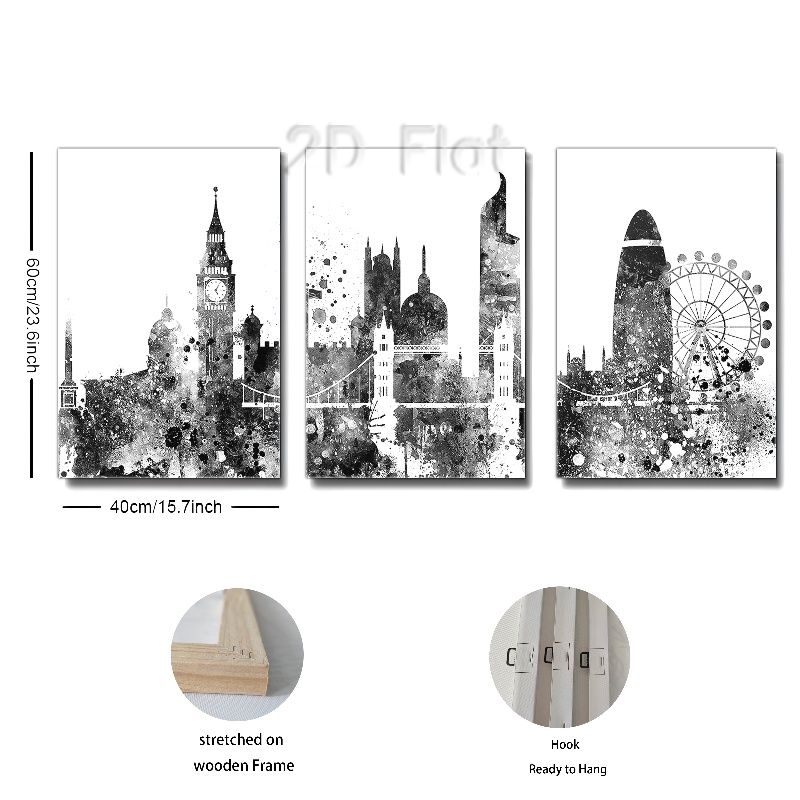 2D Flat
60cm/23.6inch
40cm/15.7inch
stretched on
wooden Frame
Hook
Ready to Hang